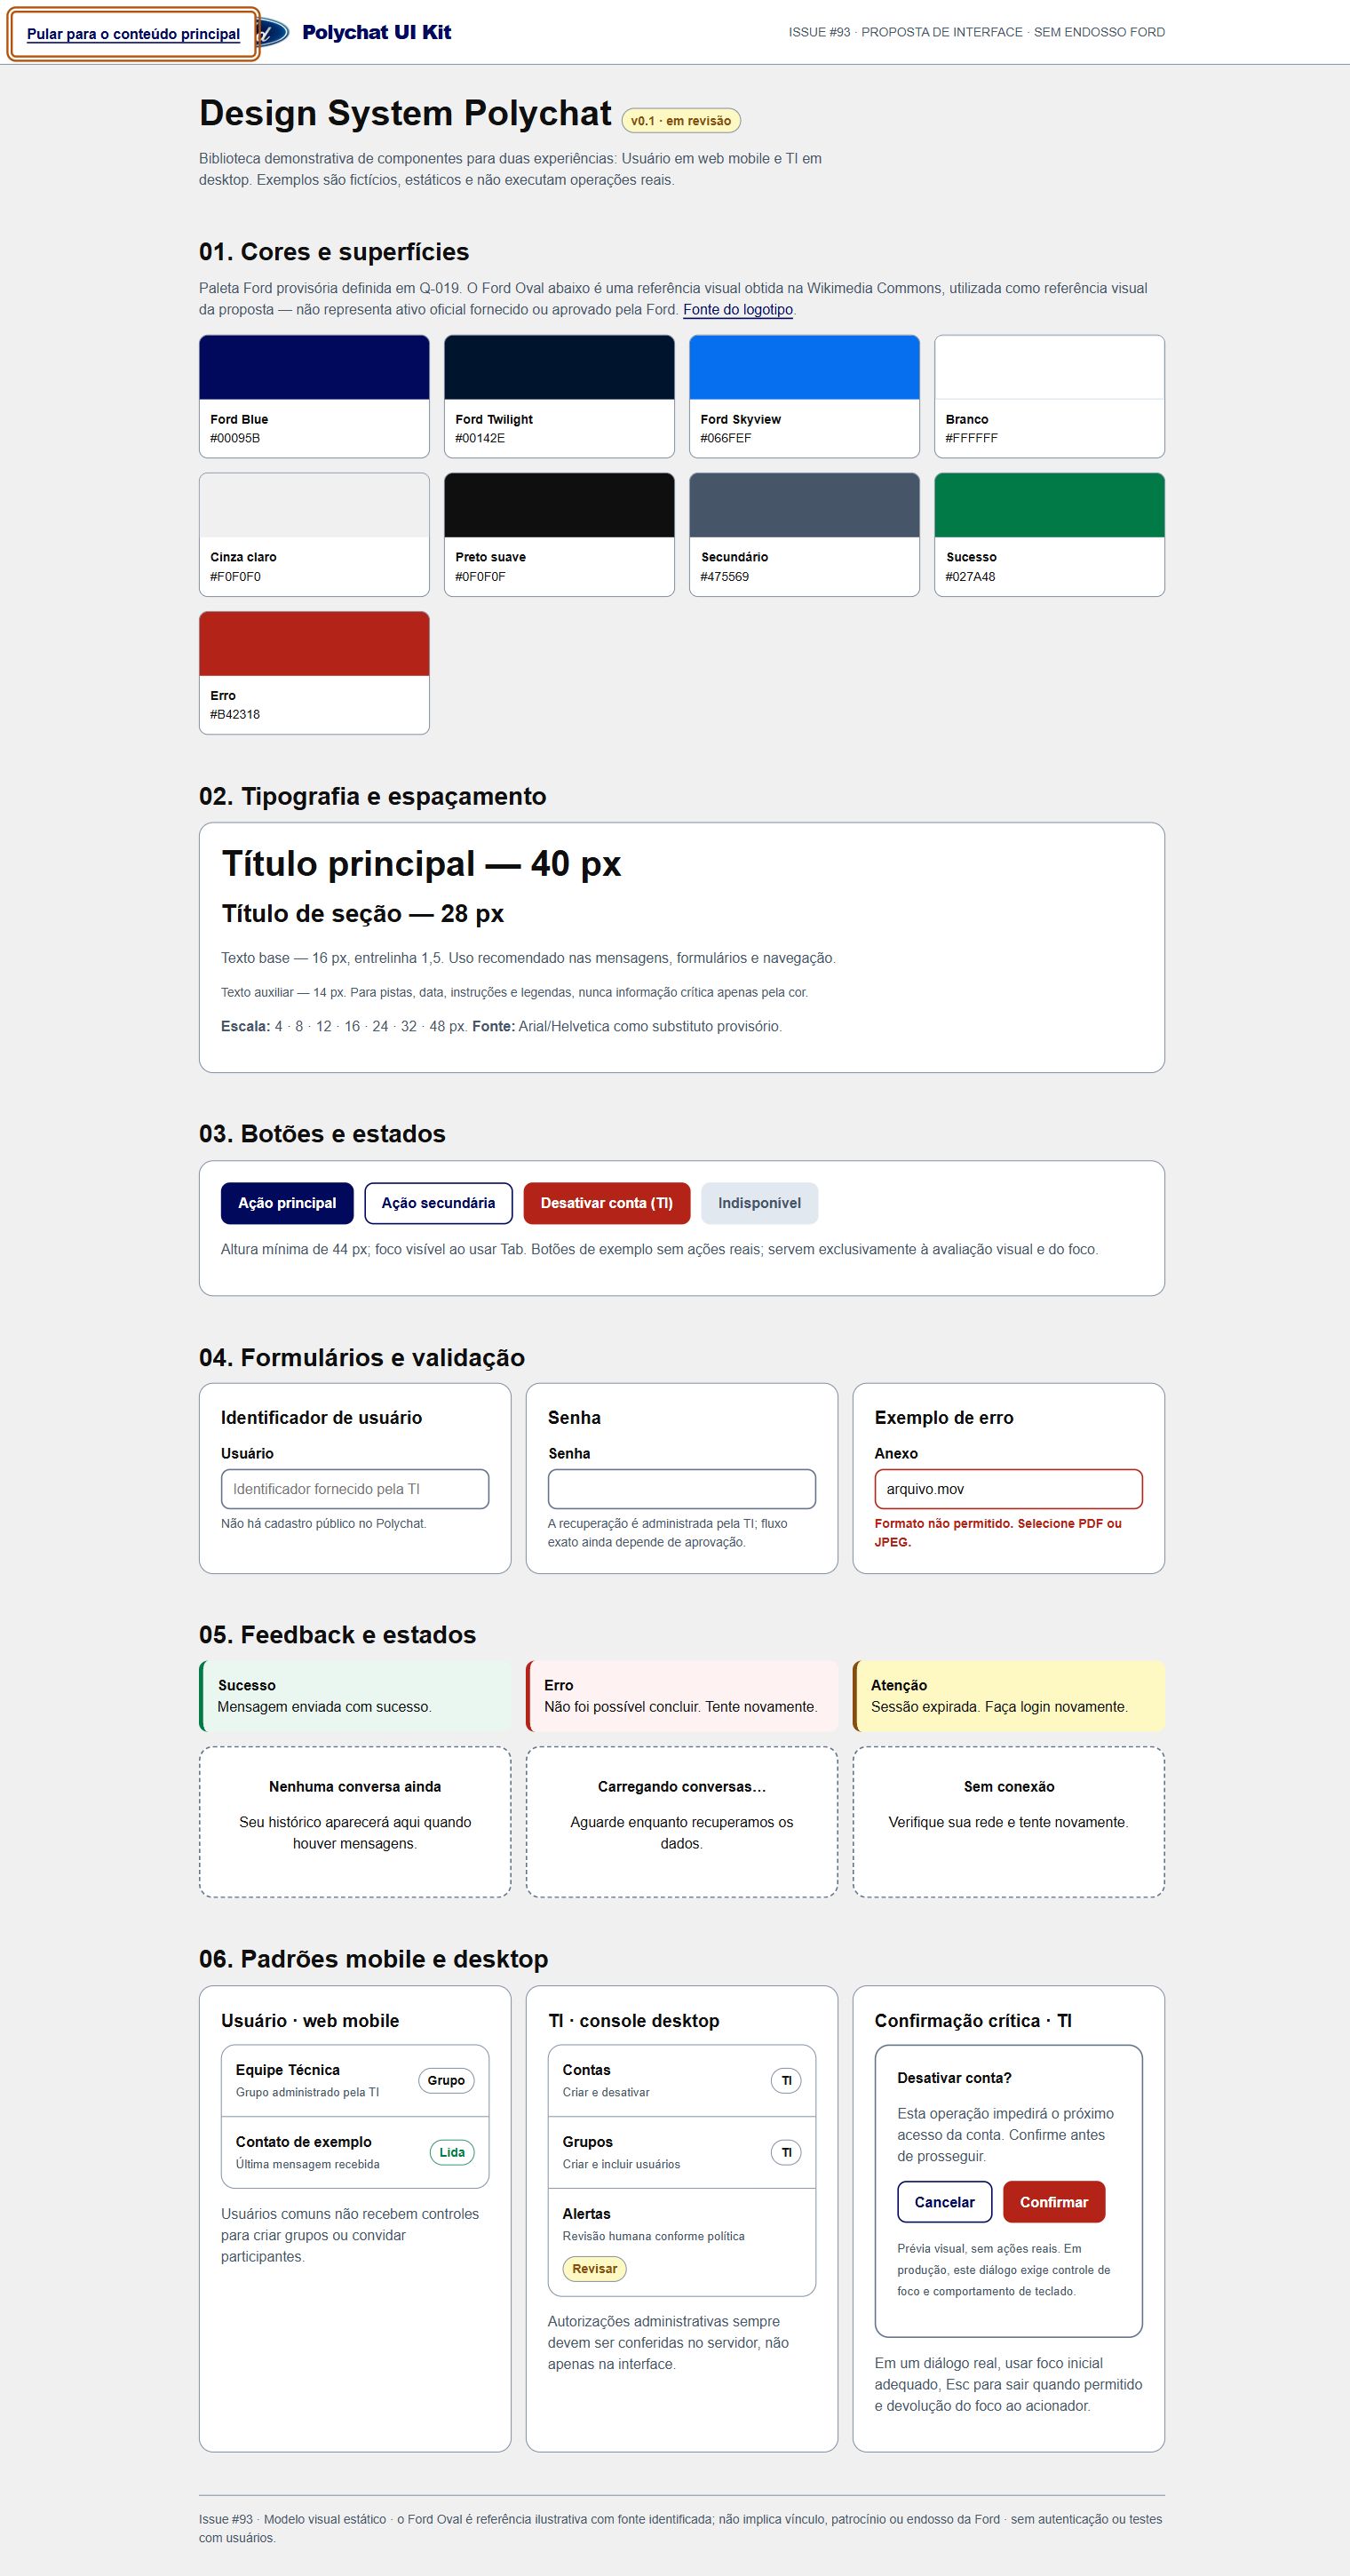 Pular para o conteúdo principal
Polychat UI Kit
ISSUE #93 · PROPOSTA DE INTERFACE · SEM ENDOSSO FORD
Design System Polychat
v0.1 · em revisão
Biblioteca demonstrativa de componentes para duas experiências: Usuário em web mobile e TI em
desktop. Exemplos são fictícios, estáticos e não executam operações reais.
01. Cores e superfícies
Paleta Ford provisória definida em Q-019. O Ford Oval abaixo é uma referência visual obtida na Wikimedia Commons, utilizada como referência visual
da proposta — não representa ativo oficial fornecido ou aprovado pela Ford. Fonte do logotipo.
Ford Blue
#00095B
Ford Twilight
#00142E
Ford Skyview
#066FEF
Branco
#FFFFFF
Cinza claro
#F0F0F0
Preto suave
#0F0F0F
Secundário
#475569
Sucesso
#027A48
Erro
#B42318
02. Tipografia e espaçamento
Título principal — 40 px
Título de seção — 28 px
Texto base — 16 px, entrelinha 1,5. Uso recomendado nas mensagens, formulários e navegação.
Texto auxiliar — 14 px. Para pistas, data, instruções e legendas, nunca informação crítica apenas pela cor.
Escala: 4 · 8 · 12 · 16 · 24 · 32 · 48 px. Fonte: Arial/Helvetica como substituto provisório.
03. Botões e estados
Ação principal
Ação secundária
Desativar conta (TI)
Indisponível
Altura mínima de 44 px; foco visível ao usar Tab. Botões de exemplo sem ações reais; servem exclusivamente à avaliação visual e do foco.
04. Formulários e validação
Identificador de usuário
Usuário
Identificador fornecido pela TI
Não há cadastro público no Polychat.
Senha
Senha
A recuperação é administrada pela TI; fluxo
exato ainda depende de aprovação.
Exemplo de erro
Anexo
arquivo.mov
Formato não permitido. Selecione PDF ou
JPEG.
05. Feedback e estados
Sucesso
Mensagem enviada com sucesso.
Erro
Não foi possível concluir. Tente novamente.
Atenção
Sessão expirada. Faça login novamente.
Nenhuma conversa ainda
Seu histórico aparecerá aqui quando
houver mensagens.
Carregando conversas…
Aguarde enquanto recuperamos os
dados.
Sem conexão
Verifique sua rede e tente novamente.
06. Padrões mobile e desktop
Usuário · web mobile
Equipe Técnica
Grupo administrado pela TI
Grupo
Contato de exemplo
Última mensagem recebida
Lida
Usuários comuns não recebem controles
para criar grupos ou convidar
participantes.
TI · console desktop
Contas
Criar e desativar
TI
Grupos
Criar e incluir usuários
TI
Alertas
Revisão humana conforme política
Revisar
Autorizações administrativas sempre
devem ser conferidas no servidor, não
apenas na interface.
Confirmação crítica · TI
Desativar conta?
Esta operação impedirá o próximo
acesso da conta. Confirme antes
de prosseguir.
Cancelar
Confirmar
Prévia visual, sem ações reais. Em
produção, este diálogo exige controle de
foco e comportamento de teclado.
Em um diálogo real, usar foco inicial
adequado, Esc para sair quando permitido
e devolução do foco ao acionador.
Issue #93 · Modelo visual estático · o Ford Oval é referência ilustrativa com fonte identificada; não implica vínculo, patrocínio ou endosso da Ford · sem autenticação ou testes
com usuários.